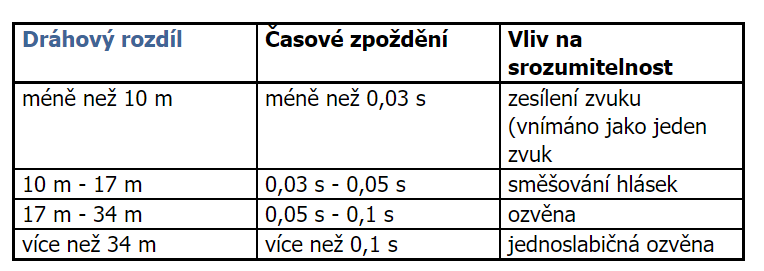 Dráhový rozdíl Časové zpoždění Vliv na
srozumitelnost
méně než 10 m méně než 0,03 s zesílení zvuku
(vnímáno jako jeden
zvuk
10 m - 17 m 0,03 s - 0,05 s směšování hlásek
17 m - 34 m 0,05 s - 0,1 s ozvěna
více než 34 m více než 0,1 s jednoslabičná ozvěna